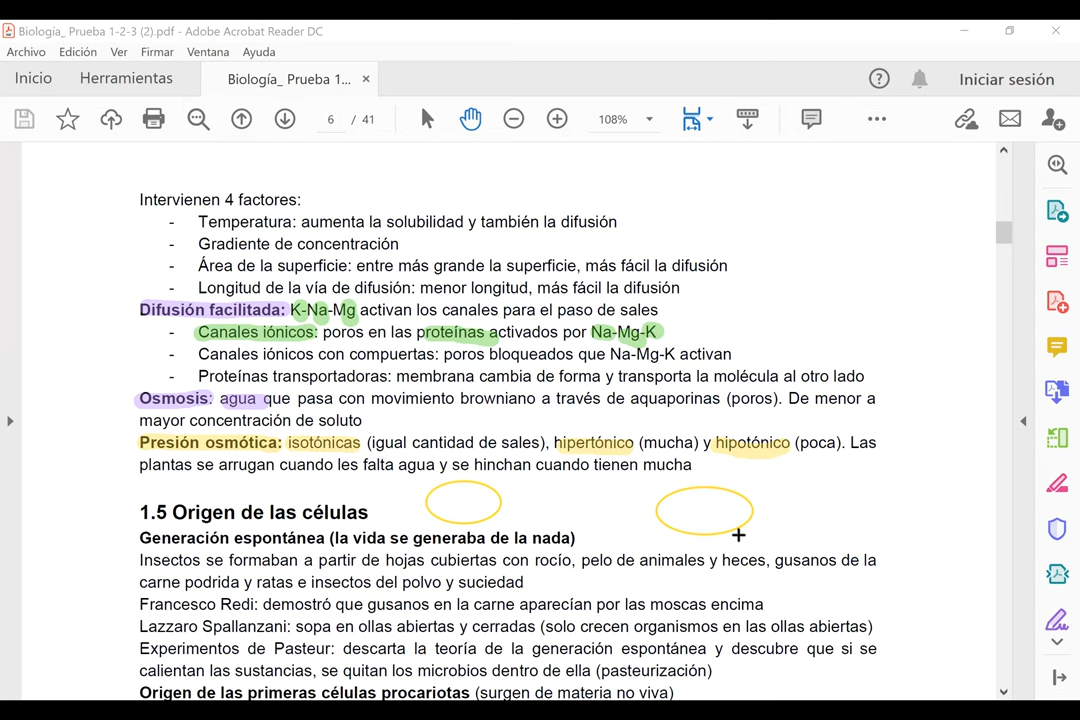 Biología_ Prueba 1-2-3 (2).pdf - Adobe Acrobat Reader DC
Archivo Edición Ver Firmar Ventana Ayuda
Inicio Herramientas Biología_ Prueba 1... × Iniciar sesión
6 / 41 108%
Intervienen 4 factores:
- Temperatura: aumenta la solubilidad y también la difusión
- Gradiente de concentración
- Área de la superficie: entre más grande la superficie, más fácil la difusión
- Longitud de la vía de difusión: menor longitud, más fácil la difusión
Difusión facilitada: K-Na-Mg activan los canales para el paso de sales
- Canales iónicos: poros en las proteínas activados por Na-Mg-K
- Canales iónicos con compuertas: poros bloqueados que Na-Mg-K activan
- Proteínas transportadoras: membrana cambia de forma y transporta la molécula al otro lado
Osmosis: agua que pasa con movimiento browniano a través de aquaporinas (poros). De menor a
mayor concentración de soluto
Presión osmótica: isotónicas (igual cantidad de sales), hipertónico (mucha) y hipotónico (poca). Las
plantas se arrugan cuando les falta agua y se hinchan cuando tienen mucha
1.5 Origen de las células
Generación espontánea (la vida se generaba de la nada)
Insectos se formaban a partir de hojas cubiertas con rocío, pelo de animales y heces, gusanos de la
carne podrida y ratas e insectos del polvo y suciedad
Francesco Redi: demostró que gusanos en la carne aparecían por las moscas encima
Lazzaro Spallanzani: sopa en ollas abiertas y cerradas (solo crecen organismos en las ollas abiertas)
Experimentos de Pasteur: descarta la teoría de la generación espontánea y descubre que si se
calientan las sustancias, se quitan los microbios dentro de ella (pasteurización)
Origen de las primeras células procariotas (surgen de materia no viva)